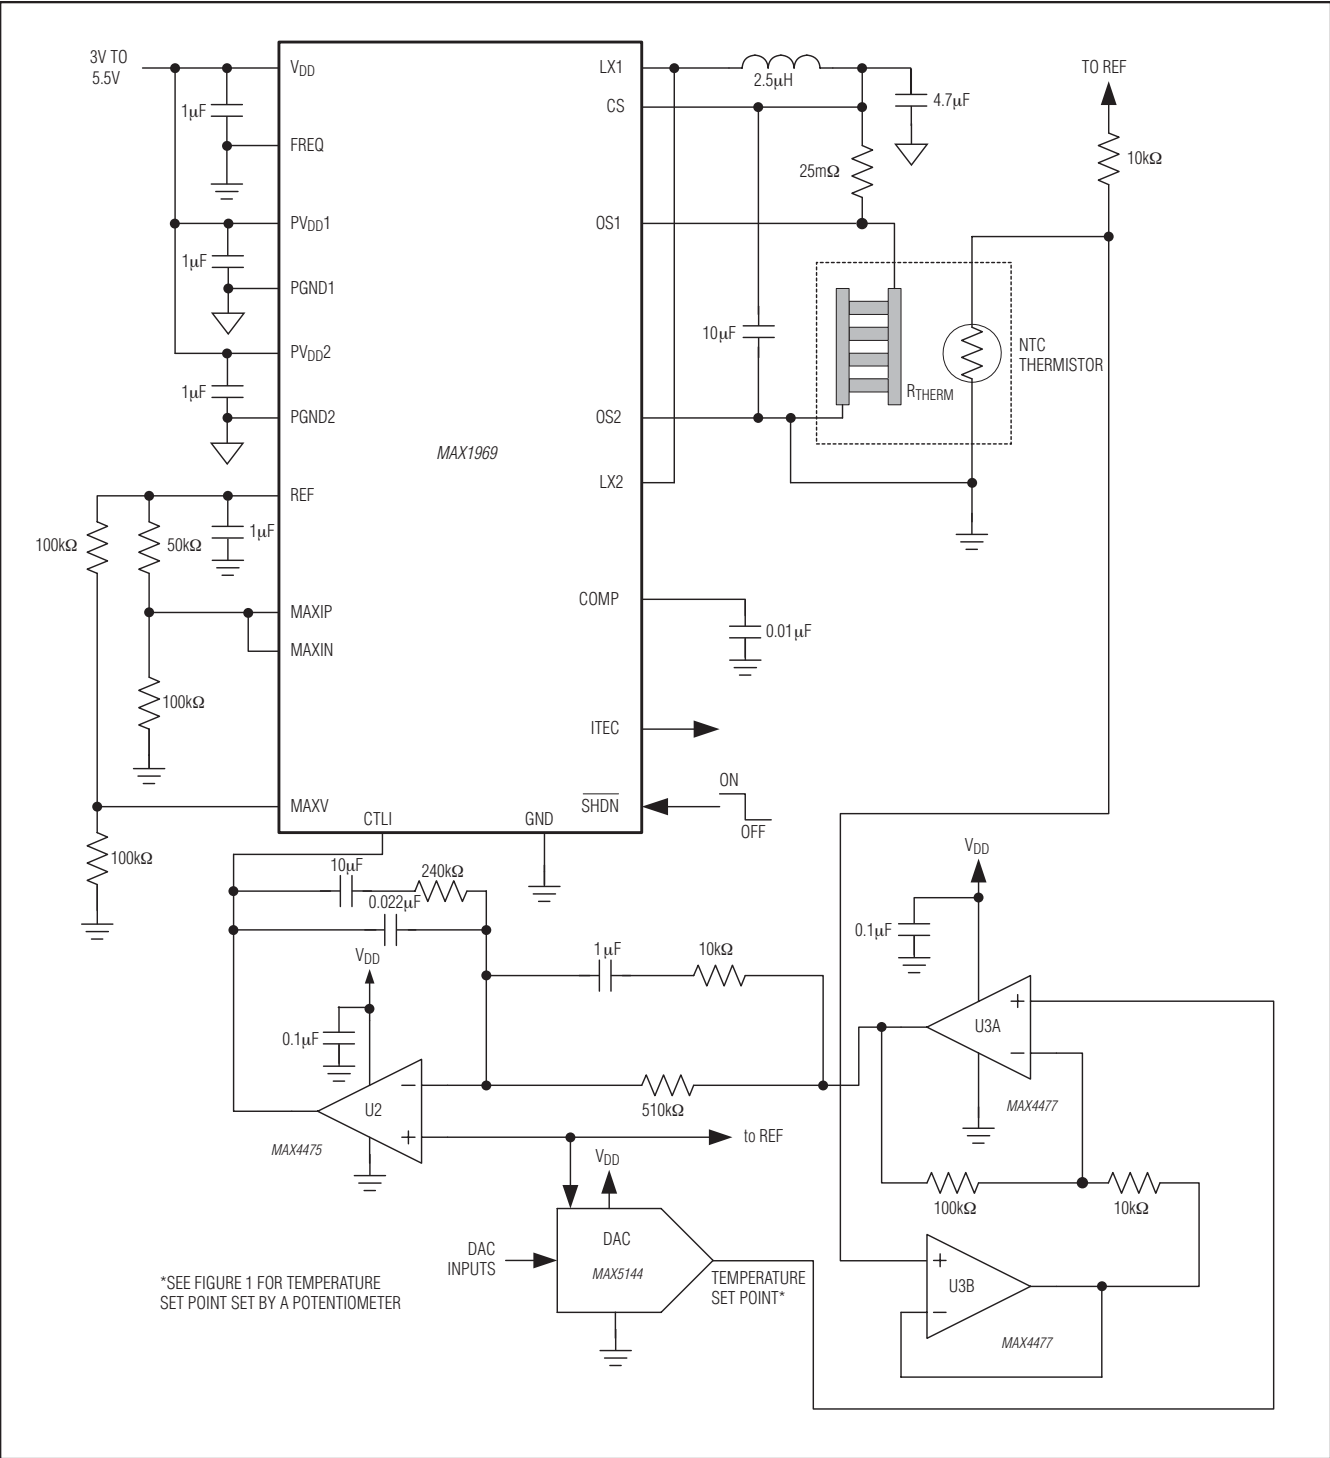 3V TO
5.5V
VDD
1µF
FREQ
PVDD1
1µF
PGND1
PVDD2
1µF
PGND2
REF
1µF
100kΩ
50kΩ
MAXIP
MAXIN
100kΩ
MAXV
100kΩ
MAX1969
LX1
2.5µH
CS
4.7µF
25mΩ
OS1
10µF
OS2
LX2
RTHERM
NTC
THERMISTOR
TO REF
10kΩ
COMP
0.01µF
ITEC
SHDN
ON
OFF
CTLI
GND
10µF
240kΩ
0.022µF
VDD
0.1µF
1µF
10kΩ
510kΩ
−
+
U2
MAX4475
to REF
VDD
DAC
MAX5144
DAC
INPUTS
TEMPERATURE
SET POINT*
VDD
0.1µF
+
−
U3A
MAX4477
100kΩ
10kΩ
+
−
U3B
MAX4477
*SEE FIGURE 1 FOR TEMPERATURE
SET POINT SET BY A POTENTIOMETER